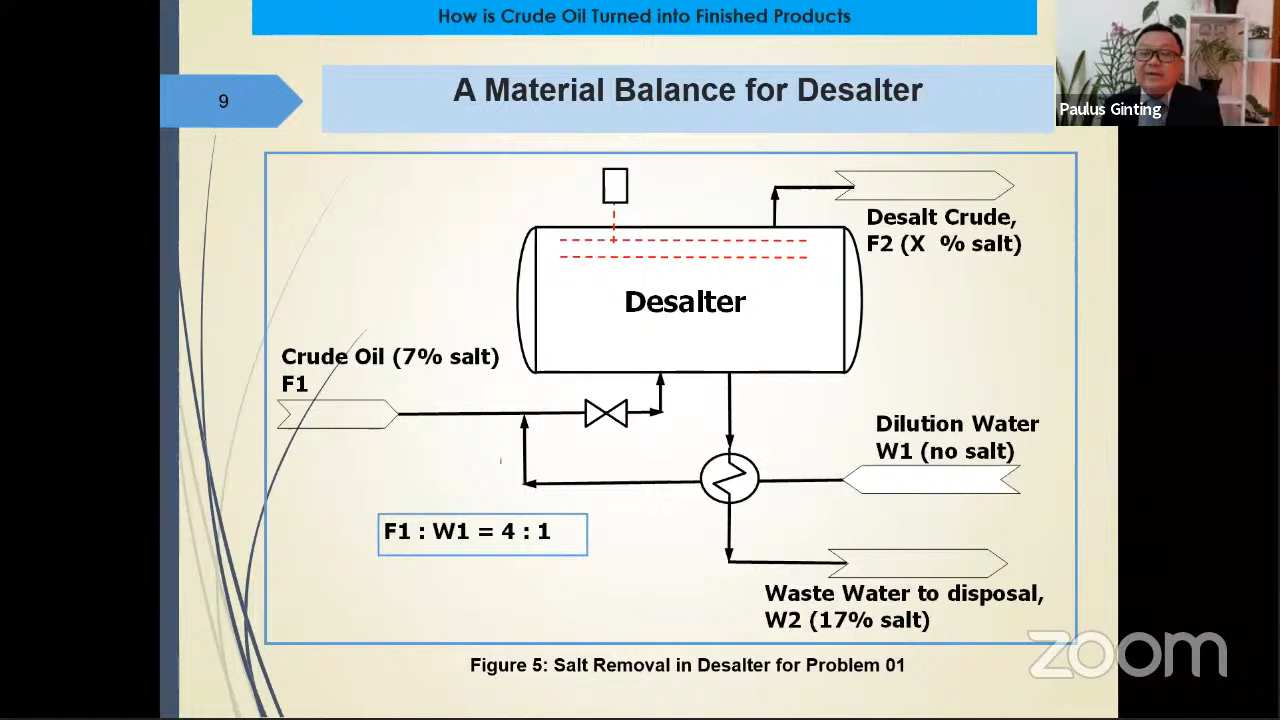 How is Crude Oil Turned into Finished Products
9
A Material Balance for Desalter
Paulus Ginting
Desalt Crude,
F2 (X % salt)
Desalter
Crude Oil (7% salt)
F1
Dilution Water
W1 (no salt)
F1 : W1 = 4 : 1
Waste Water to disposal,
W2 (17% salt)
zoom
Figure 5: Salt Removal in Desalter for Problem 01